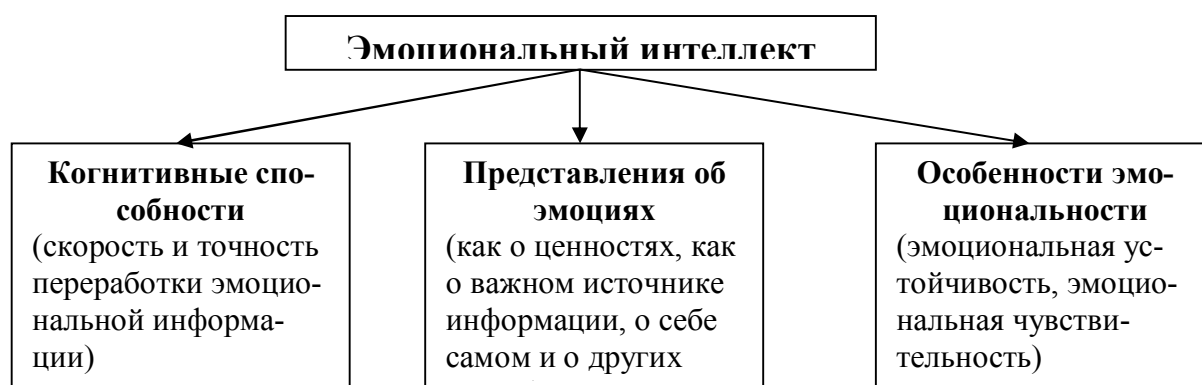 Эмоциональный интеллект
Когнитивные спо-
собности
(скорость и точность
переработки эмоцио-
нальной информа-
ции)
Представления об
эмоциях
(как о ценностях, как
о важном источнике
информации, о себе
самом и о других
Особенности эмо-
циональности
(эмоциональная ус-
тойчивость, эмоцио-
нальная чувстви-
тельность)